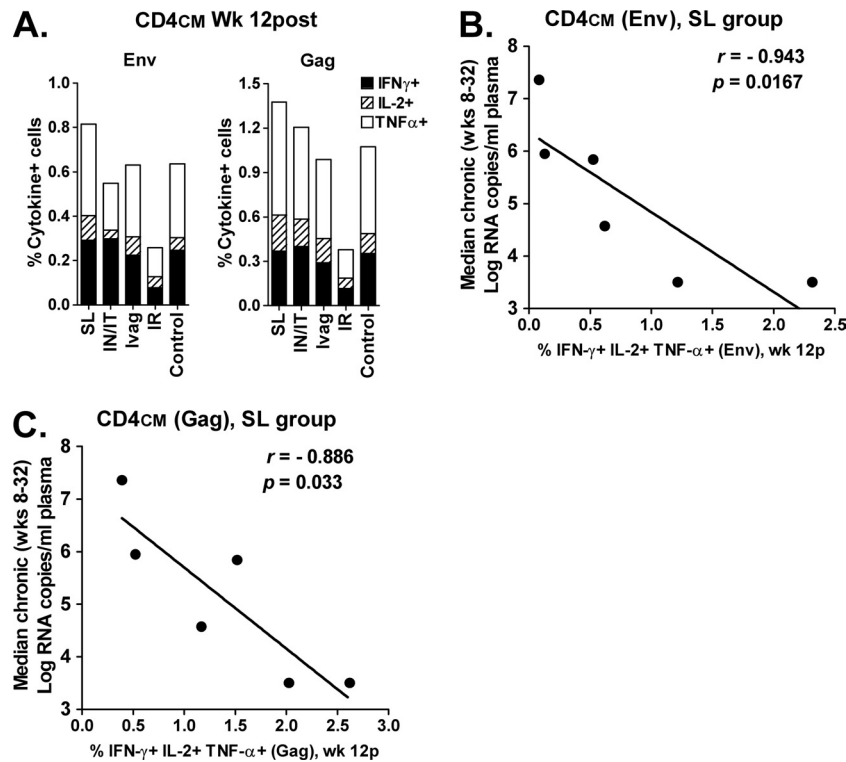 A.
CD4CM Wk 12post
Env
Gag
% Cytokine+ cells
1.0
0.8
0.6
0.4
0.2
0.0
SL
IN/IT
Ivag
IR
Control
% Cytokine+ cells
1.5
1.2
0.9
0.6
0.3
0.0
SL
IN/IT
Ivag
IR
Control
IFNγ+
IL-2+
TNFα+
B.
CD4CM (Env), SL group
r = - 0.943
p = 0.0167
Median chronic (wks 8-32)
Log RNA copies/ml plasma
8
7
6
5
4
3
0.0 0.5 1.0 1.5 2.0 2.5
% IFN-γ+ IL-2+ TNF-α+ (Env), wk 12p
C.
CD4CM (Gag), SL group
r = - 0.886
p = 0.033
Median chronic (wks 8-32)
Log RNA copies/ml plasma
8
7
6
5
4
3
0.0 0.5 1.0 1.5 2.0 2.5 3.0
% IFN-γ+ IL-2+ TNF-α+ (Gag), wk 12p